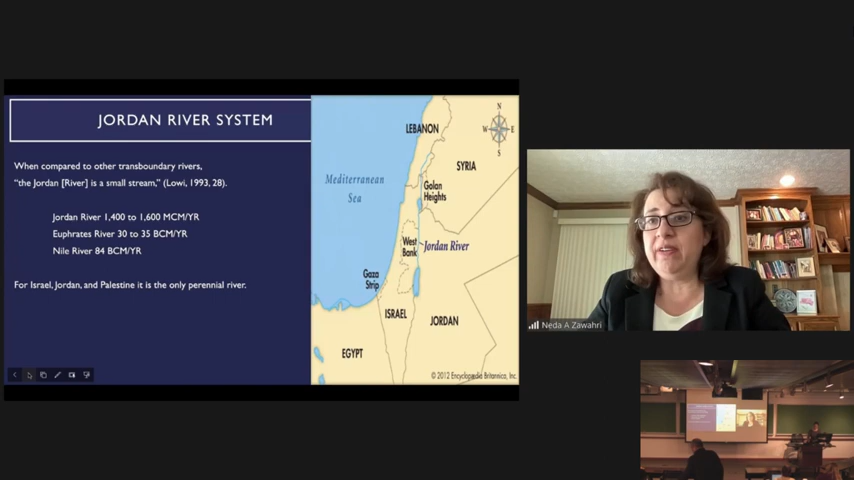 JORDAN RIVER SYSTEM
When compared to other transboundary rivers,
“the Jordan [River] is a small stream,” (Lowi, 1993, 28).
Jordan River 1,400 to 1,600 MCM/YR
Euphrates River 30 to 35 BCM/YR
Nile River 84 BCM/YR
For Israel, Jordan, and Palestine it is the only perennial river.
N
W
E
S
LEBANON
SYRIA
Mediterranean
Sea
Golan
Heights
West
Bank
Jordan River
Gaza
Strip
ISRAEL
JORDAN
EGYPT
© 2012 Encyclopædia Britannica, Inc.
Neda A Zawahri